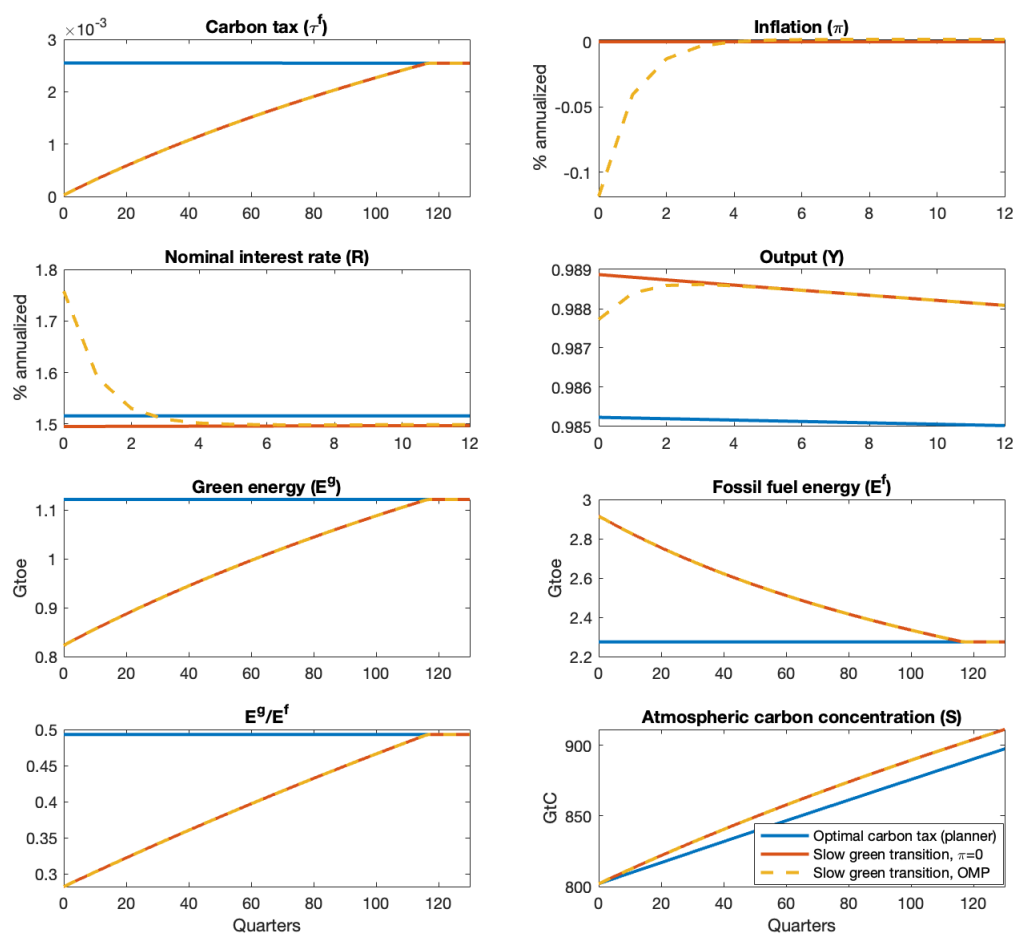 Carbon tax (τᶠ)
×10⁻³
3
2
1
0
0 20 40 60 80 100 120
Inflation (π)
% annualized
0
-0.05
-0.1
0 2 4 6 8 10 12
Nominal interest rate (R)
% annualized
1.8
1.7
1.6
1.5
0 2 4 6 8 10 12
Output (Y)
0.989
0.988
0.987
0.986
0.985
0 2 4 6 8 10 12
Green energy (Eᵍ)
Gtoe
1.1
1
0.9
0.8
0 20 40 60 80 100 120
Fossil fuel energy (Eᶠ)
Gtoe
3
2.8
2.6
2.4
2.2
0 20 40 60 80 100 120
Eᵍ/Eᶠ
0.5
0.45
0.4
0.35
0.3
0 20 40 60 80 100 120
Quarters
Atmospheric carbon concentration (S)
GtC
900
850
800
Optimal carbon tax (planner)
Slow green transition, π=0
Slow green transition, OMP
0 20 40 60 80 100 120
Quarters